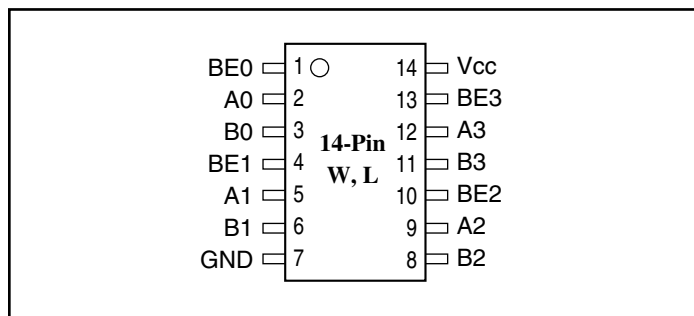 BE0 1 14 Vcc
A0 2 13 BE3
B0 3 12 A3
14-Pin
BE1 4 11 B3
W, L
A1 5 10 BE2
B1 6 9 A2
GND 7 8 B2